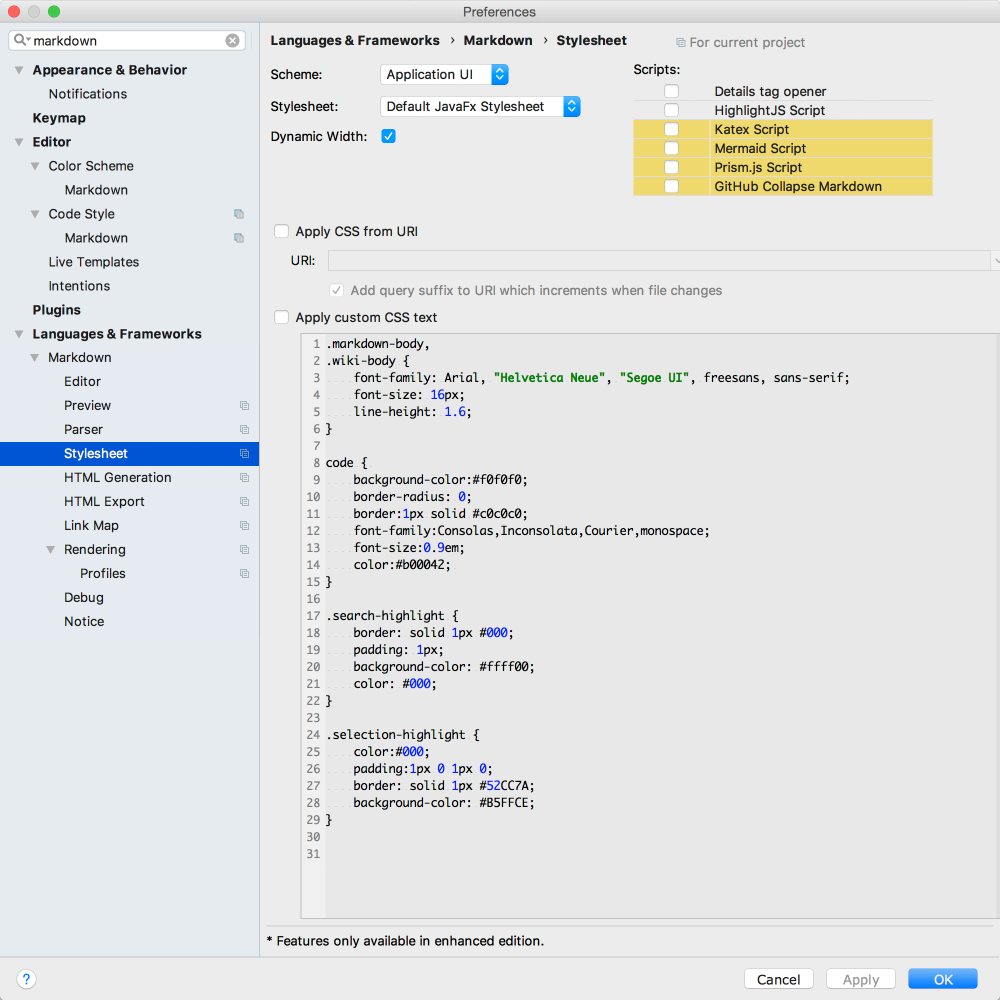 Preferences
markdown
Appearance & Behavior
Notifications
Keymap
Editor
Color Scheme
Markdown
Code Style
Markdown
Live Templates
Intentions
Plugins
Languages & Frameworks
Markdown
Editor
Preview
Parser
Stylesheet
HTML Generation
HTML Export
Link Map
Rendering
Profiles
Debug
Notice
Languages & Frameworks › Markdown › Stylesheet For current project
Scheme: Application UI
Stylesheet: Default JavaFx Stylesheet
Dynamic Width:
Scripts:
Details tag opener
HighlightJS Script
Katex Script
Mermaid Script
Prism.js Script
GitHub Collapse Markdown
Apply CSS from URI
URI:
Add query suffix to URI which increments when file changes
Apply custom CSS text
1 .markdown-body,
2 .wiki-body {
3 font-family: Arial, "Helvetica Neue", "Segoe UI", freesans, sans-serif;
4 font-size: 16px;
5 line-height: 1.6;
6 }
7
8 code {
9 background-color:#f0f0f0;
10 border-radius: 0;
11 border:1px solid #c0c0c0;
12 font-family:Consolas,Inconsolata,Courier,monospace;
13 font-size:0.9em;
14 color:#b00042;
15 }
16
17 .search-highlight {
18 border: solid 1px #000;
19 padding: 1px;
20 background-color: #ffff00;
21 color: #000;
22 }
23
24 .selection-highlight {
25 color:#000;
26 padding:1px 0 1px 0;
27 border: solid 1px #52CC7A;
28 background-color: #B5FFCE;
29 }
30
31
* Features only available in enhanced edition.
?
Cancel
Apply
OK